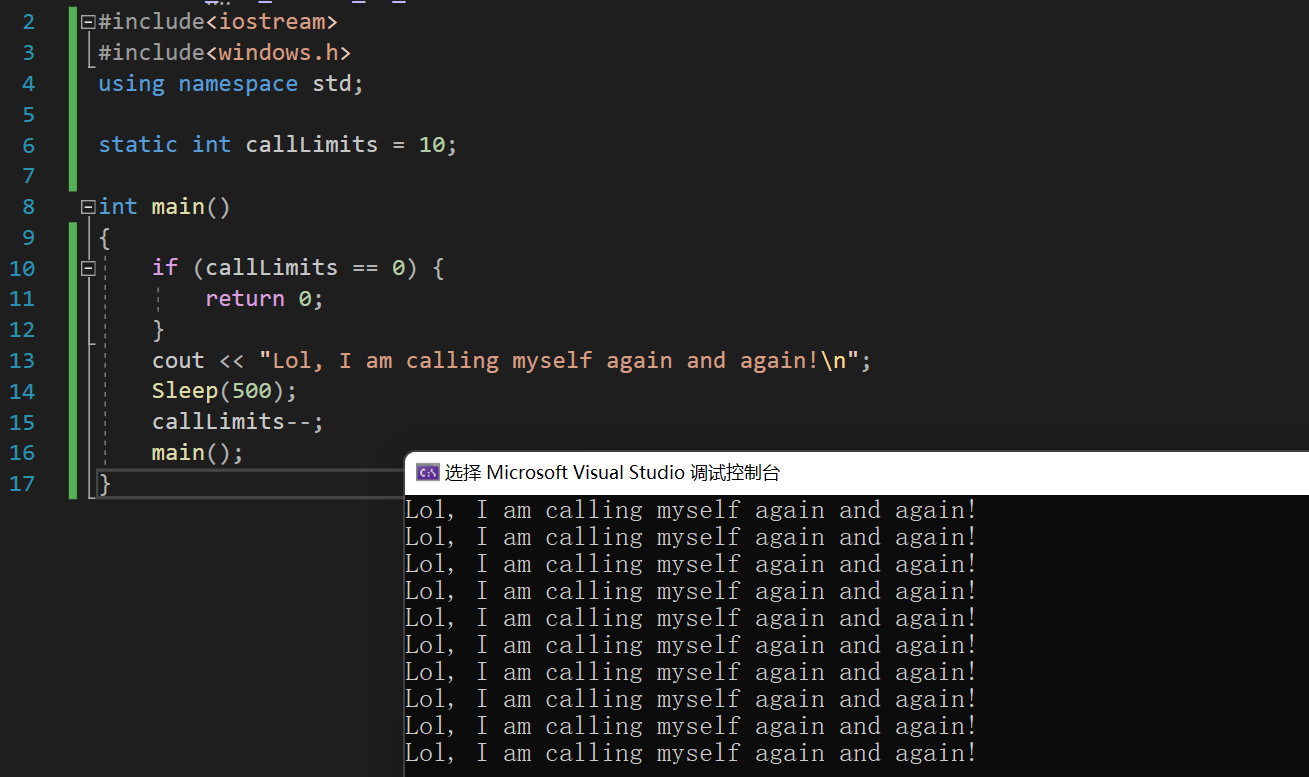 2 #include<iostream>
3 #include<windows.h>
4 using namespace std;
5
6 static int callLimits = 10;
7
8 int main()
9 {
10     if (callLimits == 0) {
11         return 0;
12     }
13     cout << "Lol, I am calling myself again and again!\n";
14     Sleep(500);
15     callLimits--;
16     main();
17 }
C:\ 选择 Microsoft Visual Studio 调试控制台
Lol, I am calling myself again and again!
Lol, I am calling myself again and again!
Lol, I am calling myself again and again!
Lol, I am calling myself again and again!
Lol, I am calling myself again and again!
Lol, I am calling myself again and again!
Lol, I am calling myself again and again!
Lol, I am calling myself again and again!
Lol, I am calling myself again and again!
Lol, I am calling myself again and again!